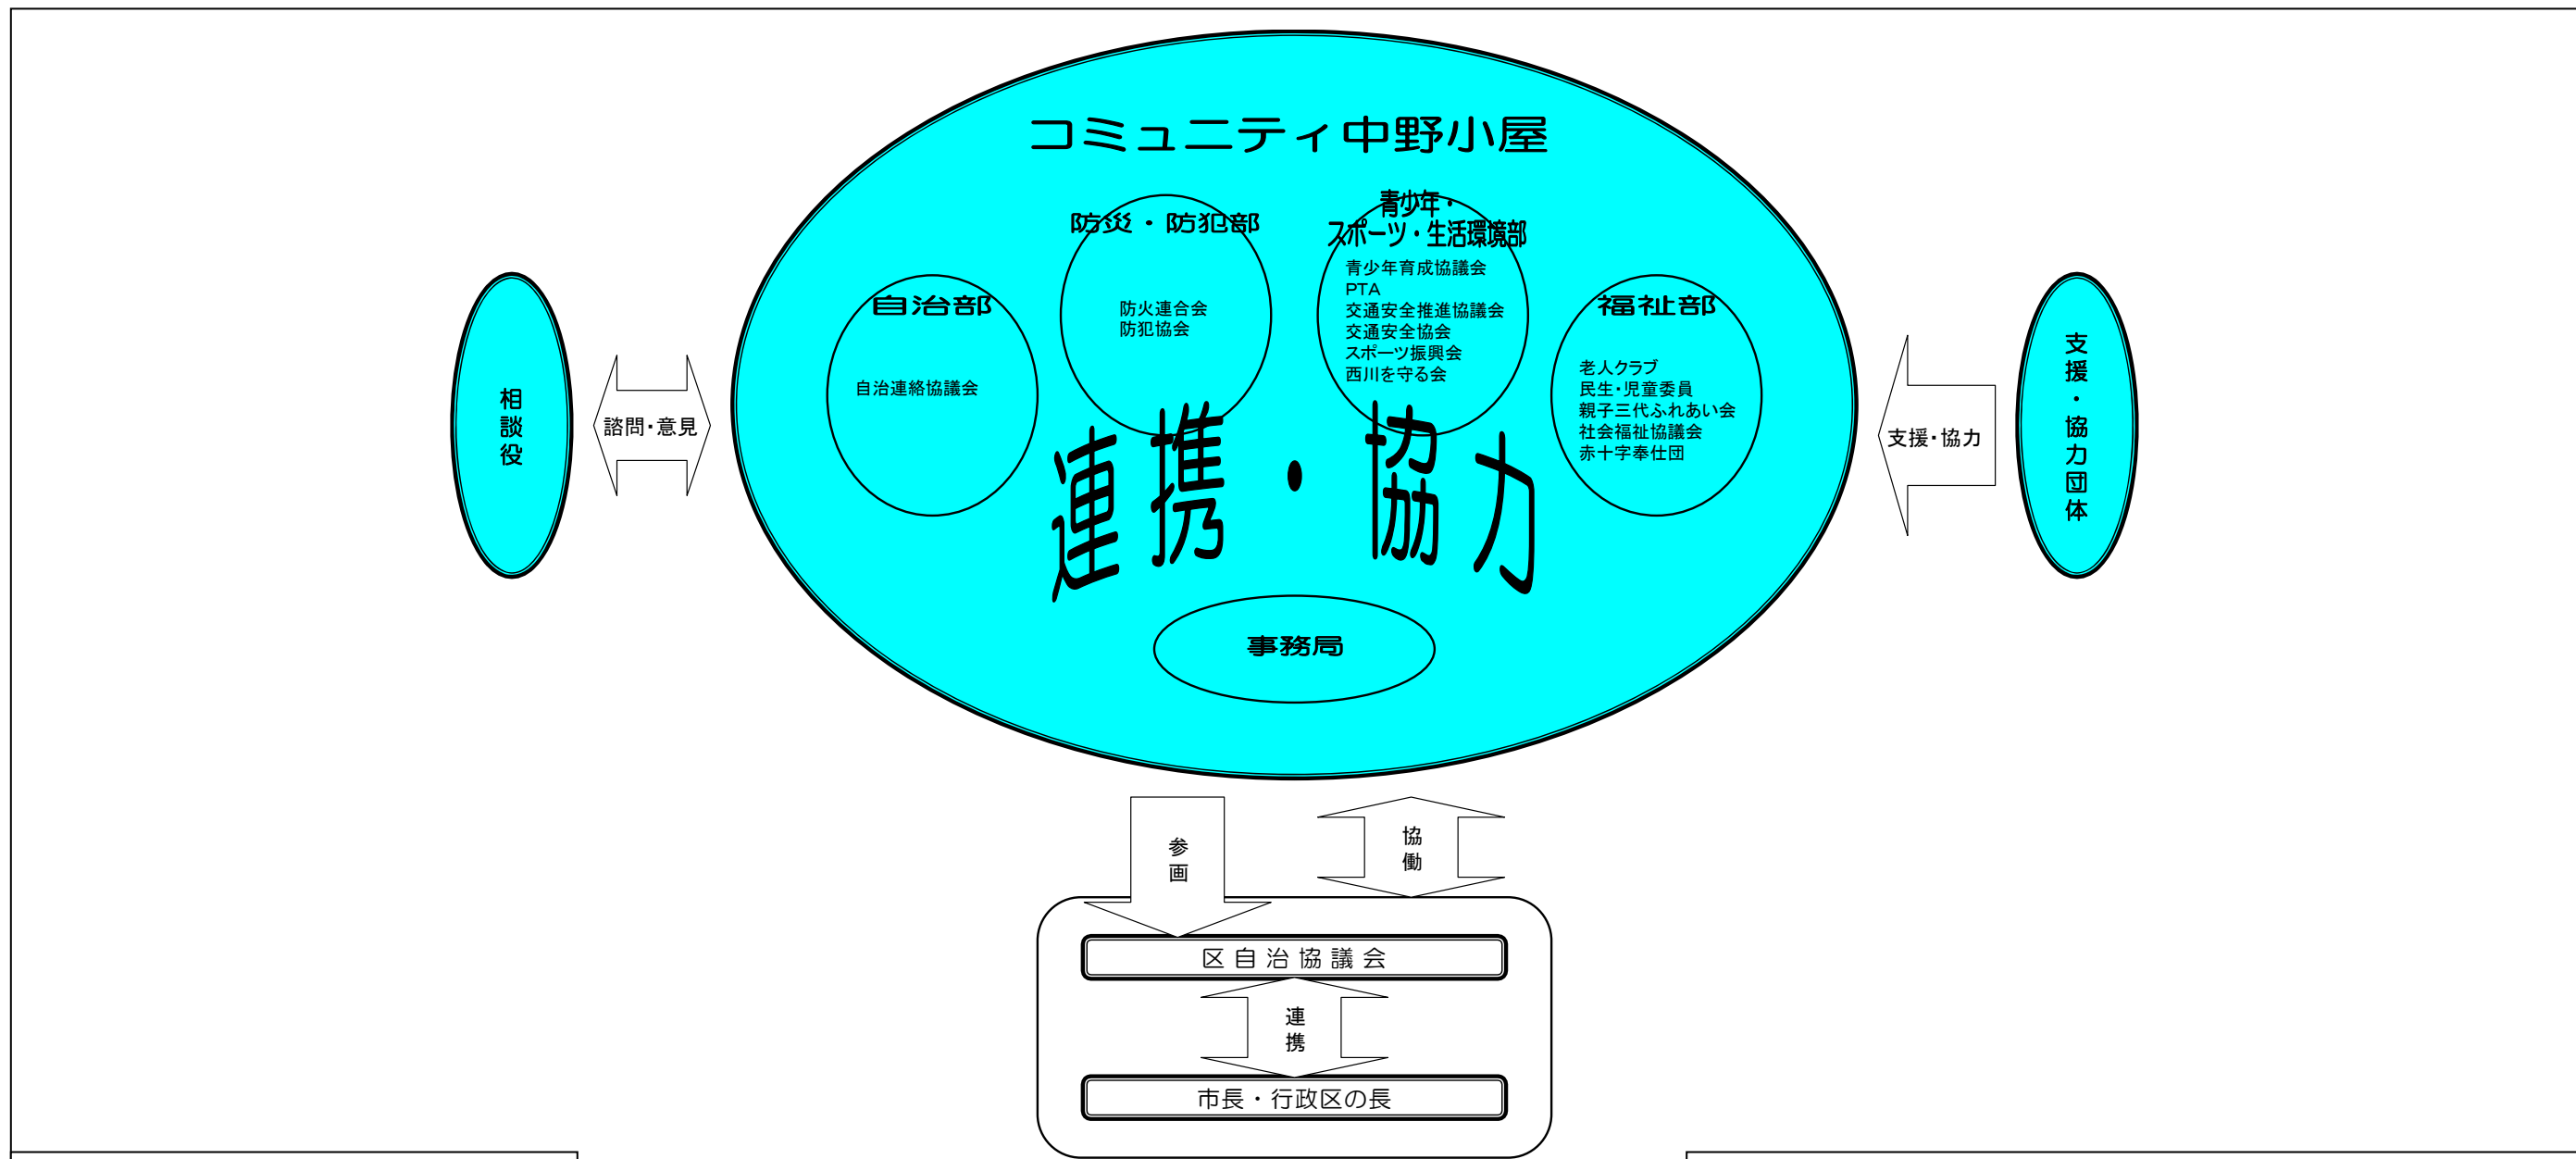 コミュニティ中野小屋
防災・防犯部
防火連合会
防犯協会
青少年・
スポーツ・生活環境部
青少年育成協議会
PTA
交通安全推進協議会
交通安全協会
スポーツ振興会
西川を守る会
自治部
自治連絡協議会
福祉部
老人クラブ
民生・児童委員
親子三代ふれあい会
社会福祉協議会
赤十字奉仕団
相談役
諮問・意見
連携・協力
支援・協力
支援・協力団体
事務局
参画
協働
区自治協議会
連携
市長・行政区の長